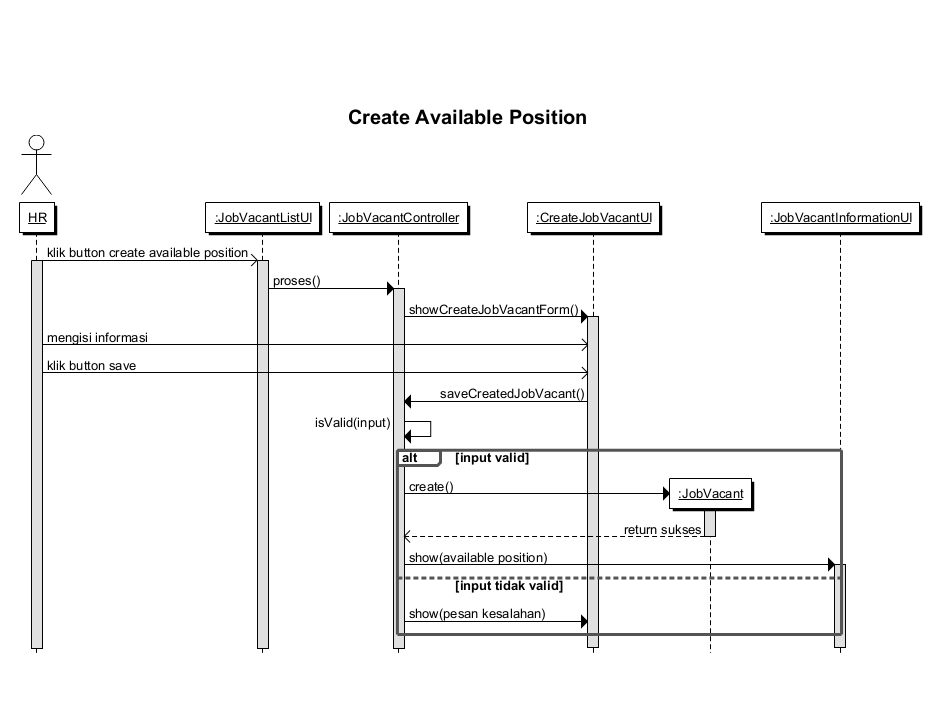 Create Available Position
HR
:JobVacantListUI
:JobVacantController
:CreateJobVacantUI
:JobVacantInformationUI
klik button create available position
proses()
showCreateJobVacantForm()
mengisi informasi
klik button save
saveCreatedJobVacant()
isValid(input)
alt
[input valid]
create()
:JobVacant
return sukses
show(available position)
[input tidak valid]
show(pesan kesalahan)